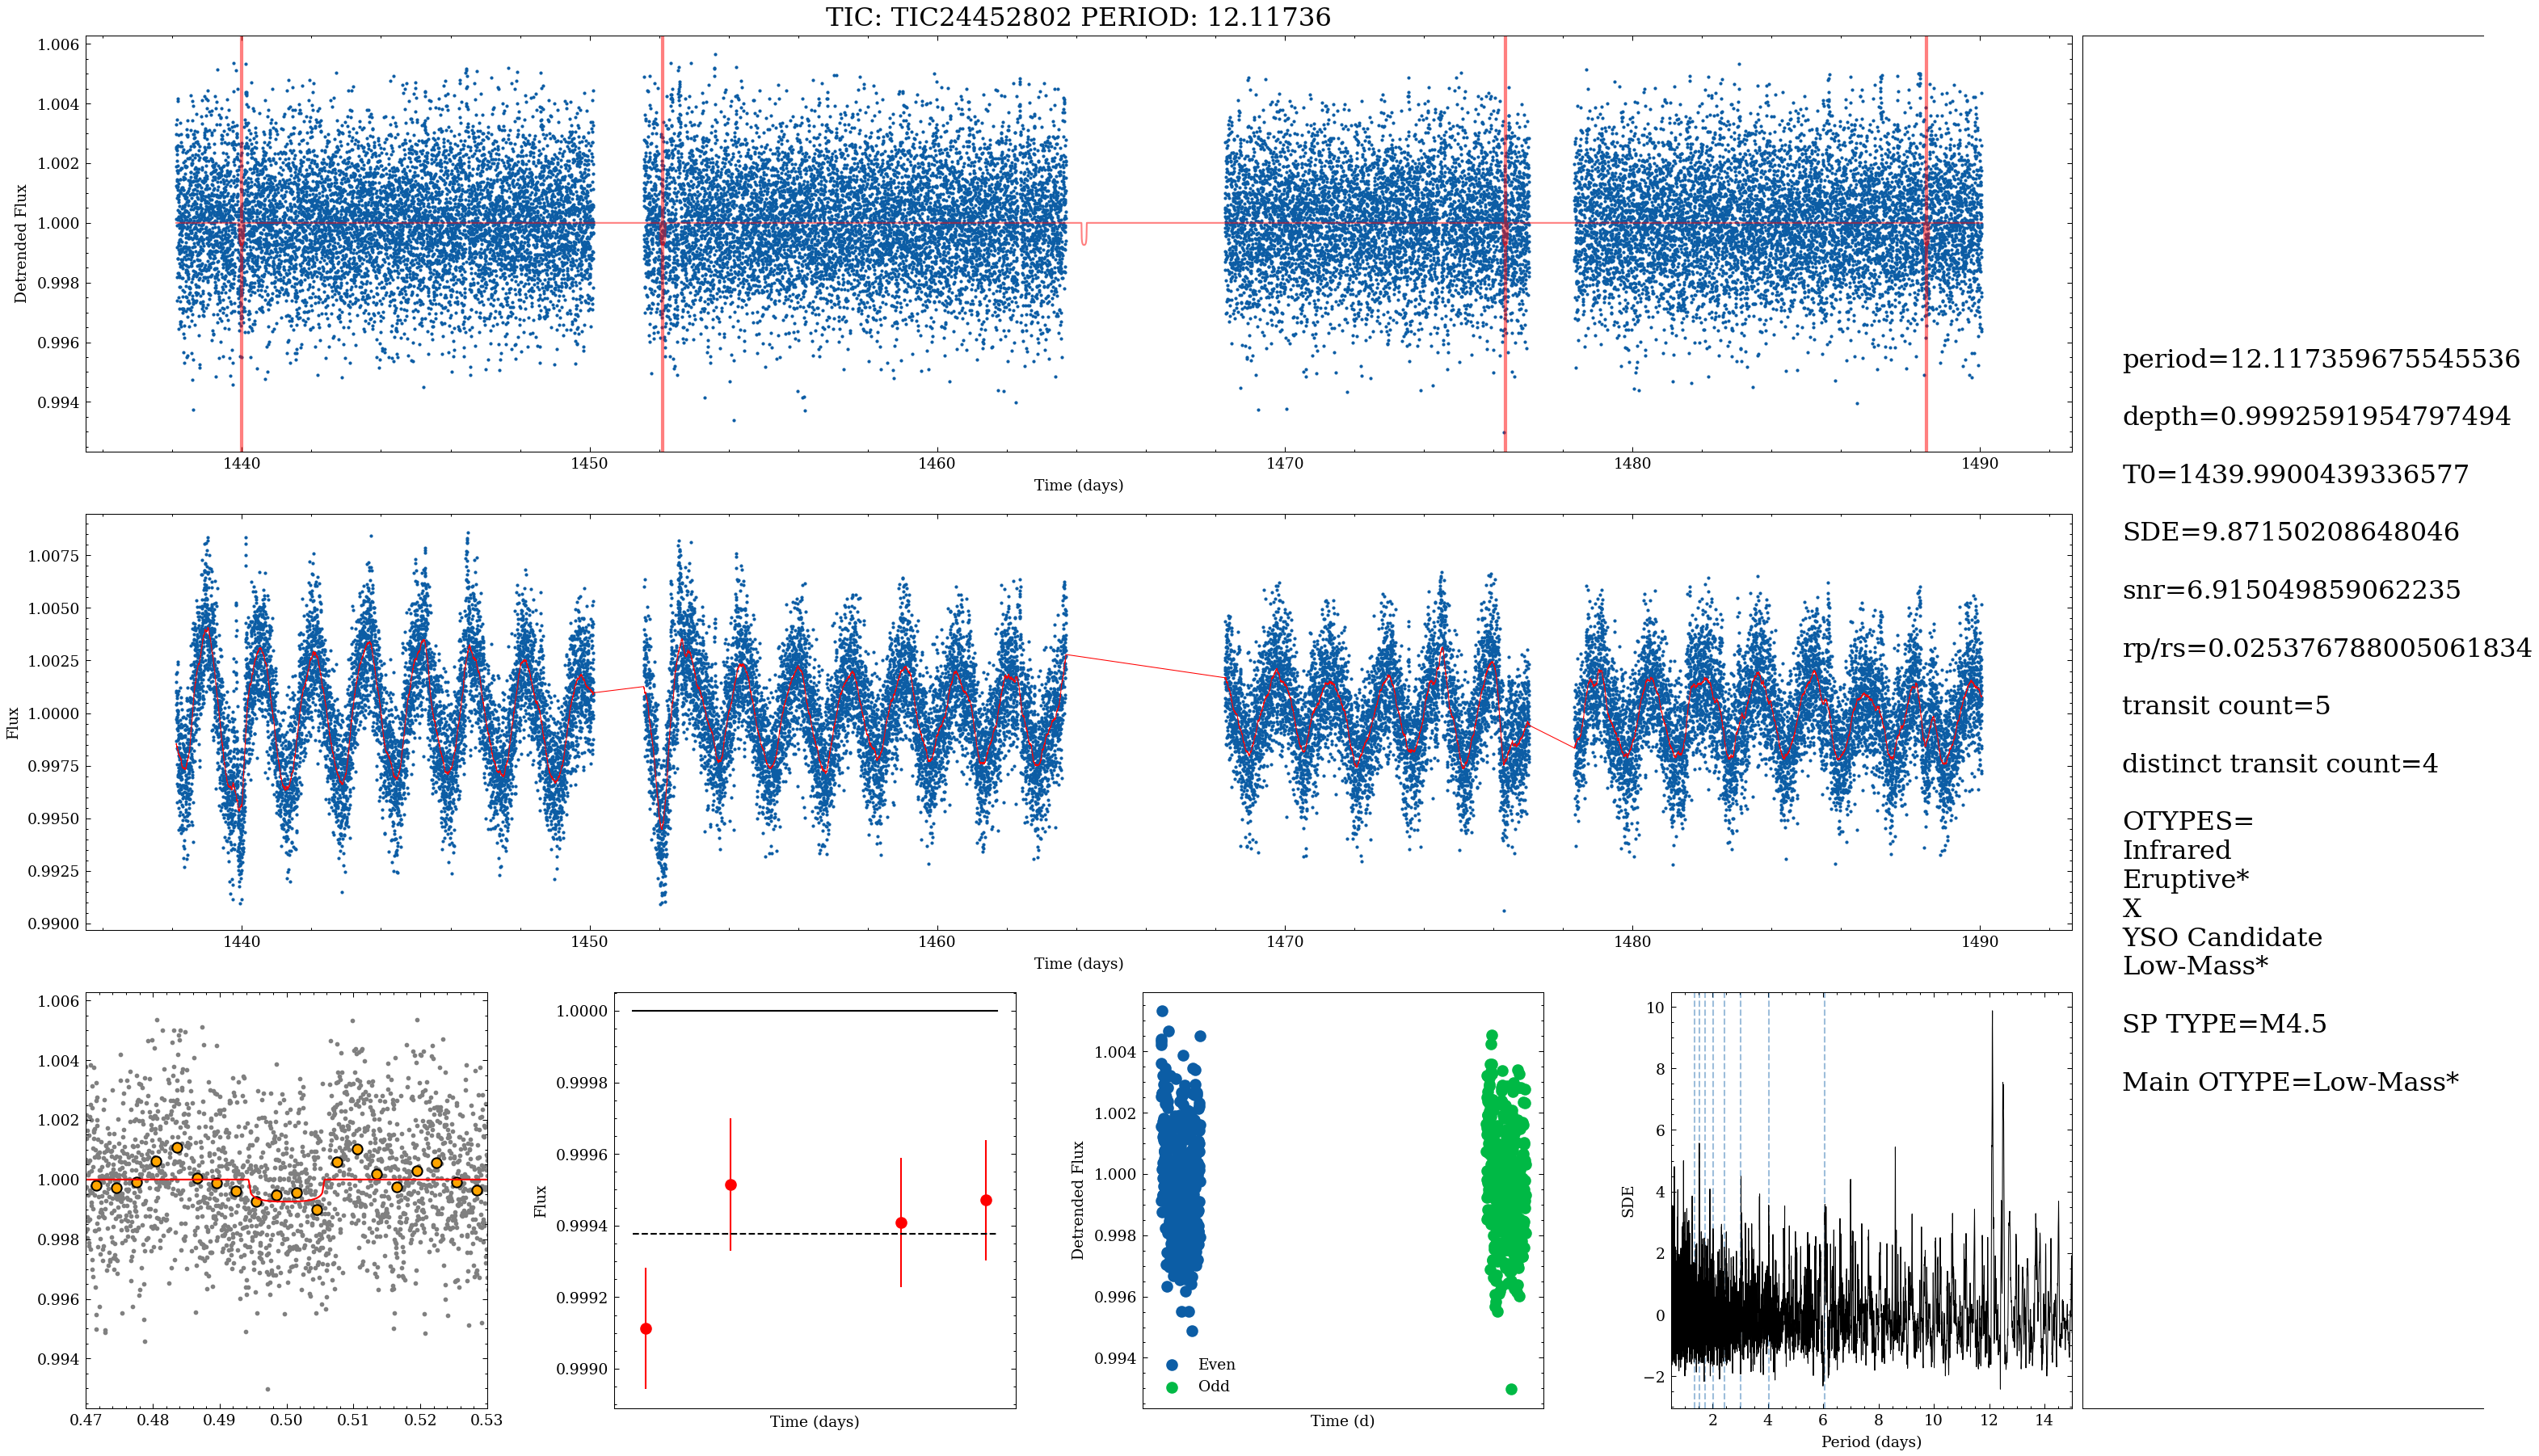 TIC: TIC24452802 PERIOD: 12.11736
1.006
1.004
1.002
1.000
0.998
0.996
0.994
Detrended Flux
1440
1450
1460
1470
1480
1490
Time (days)
1.0075
1.0050
1.0025
1.0000
0.9975
0.9950
0.9925
0.9900
Flux
1440
1450
1460
1470
1480
1490
Time (days)
1.006
1.004
1.002
1.000
0.998
0.996
0.994
0.47
0.48
0.49
0.50
0.51
0.52
0.53
1.0000
0.9998
0.9996
0.9994
0.9992
0.9990
Flux
Time (days)
1.004
1.002
1.000
0.998
0.996
0.994
Detrended Flux
Even
Odd
Time (d)
10
8
6
4
2
0
−2
SDE
2
4
6
8
10
12
14
Period (days)
period=12.117359675545536
depth=0.9992591954797494
T0=1439.9900439336577
SDE=9.87150208648046
snr=6.915049859062235
rp/rs=0.025376788005061834
transit count=5
distinct transit count=4
OTYPES=
Infrared
Eruptive*
X
YSO Candidate
Low-Mass*
SP TYPE=M4.5
Main OTYPE=Low-Mass*